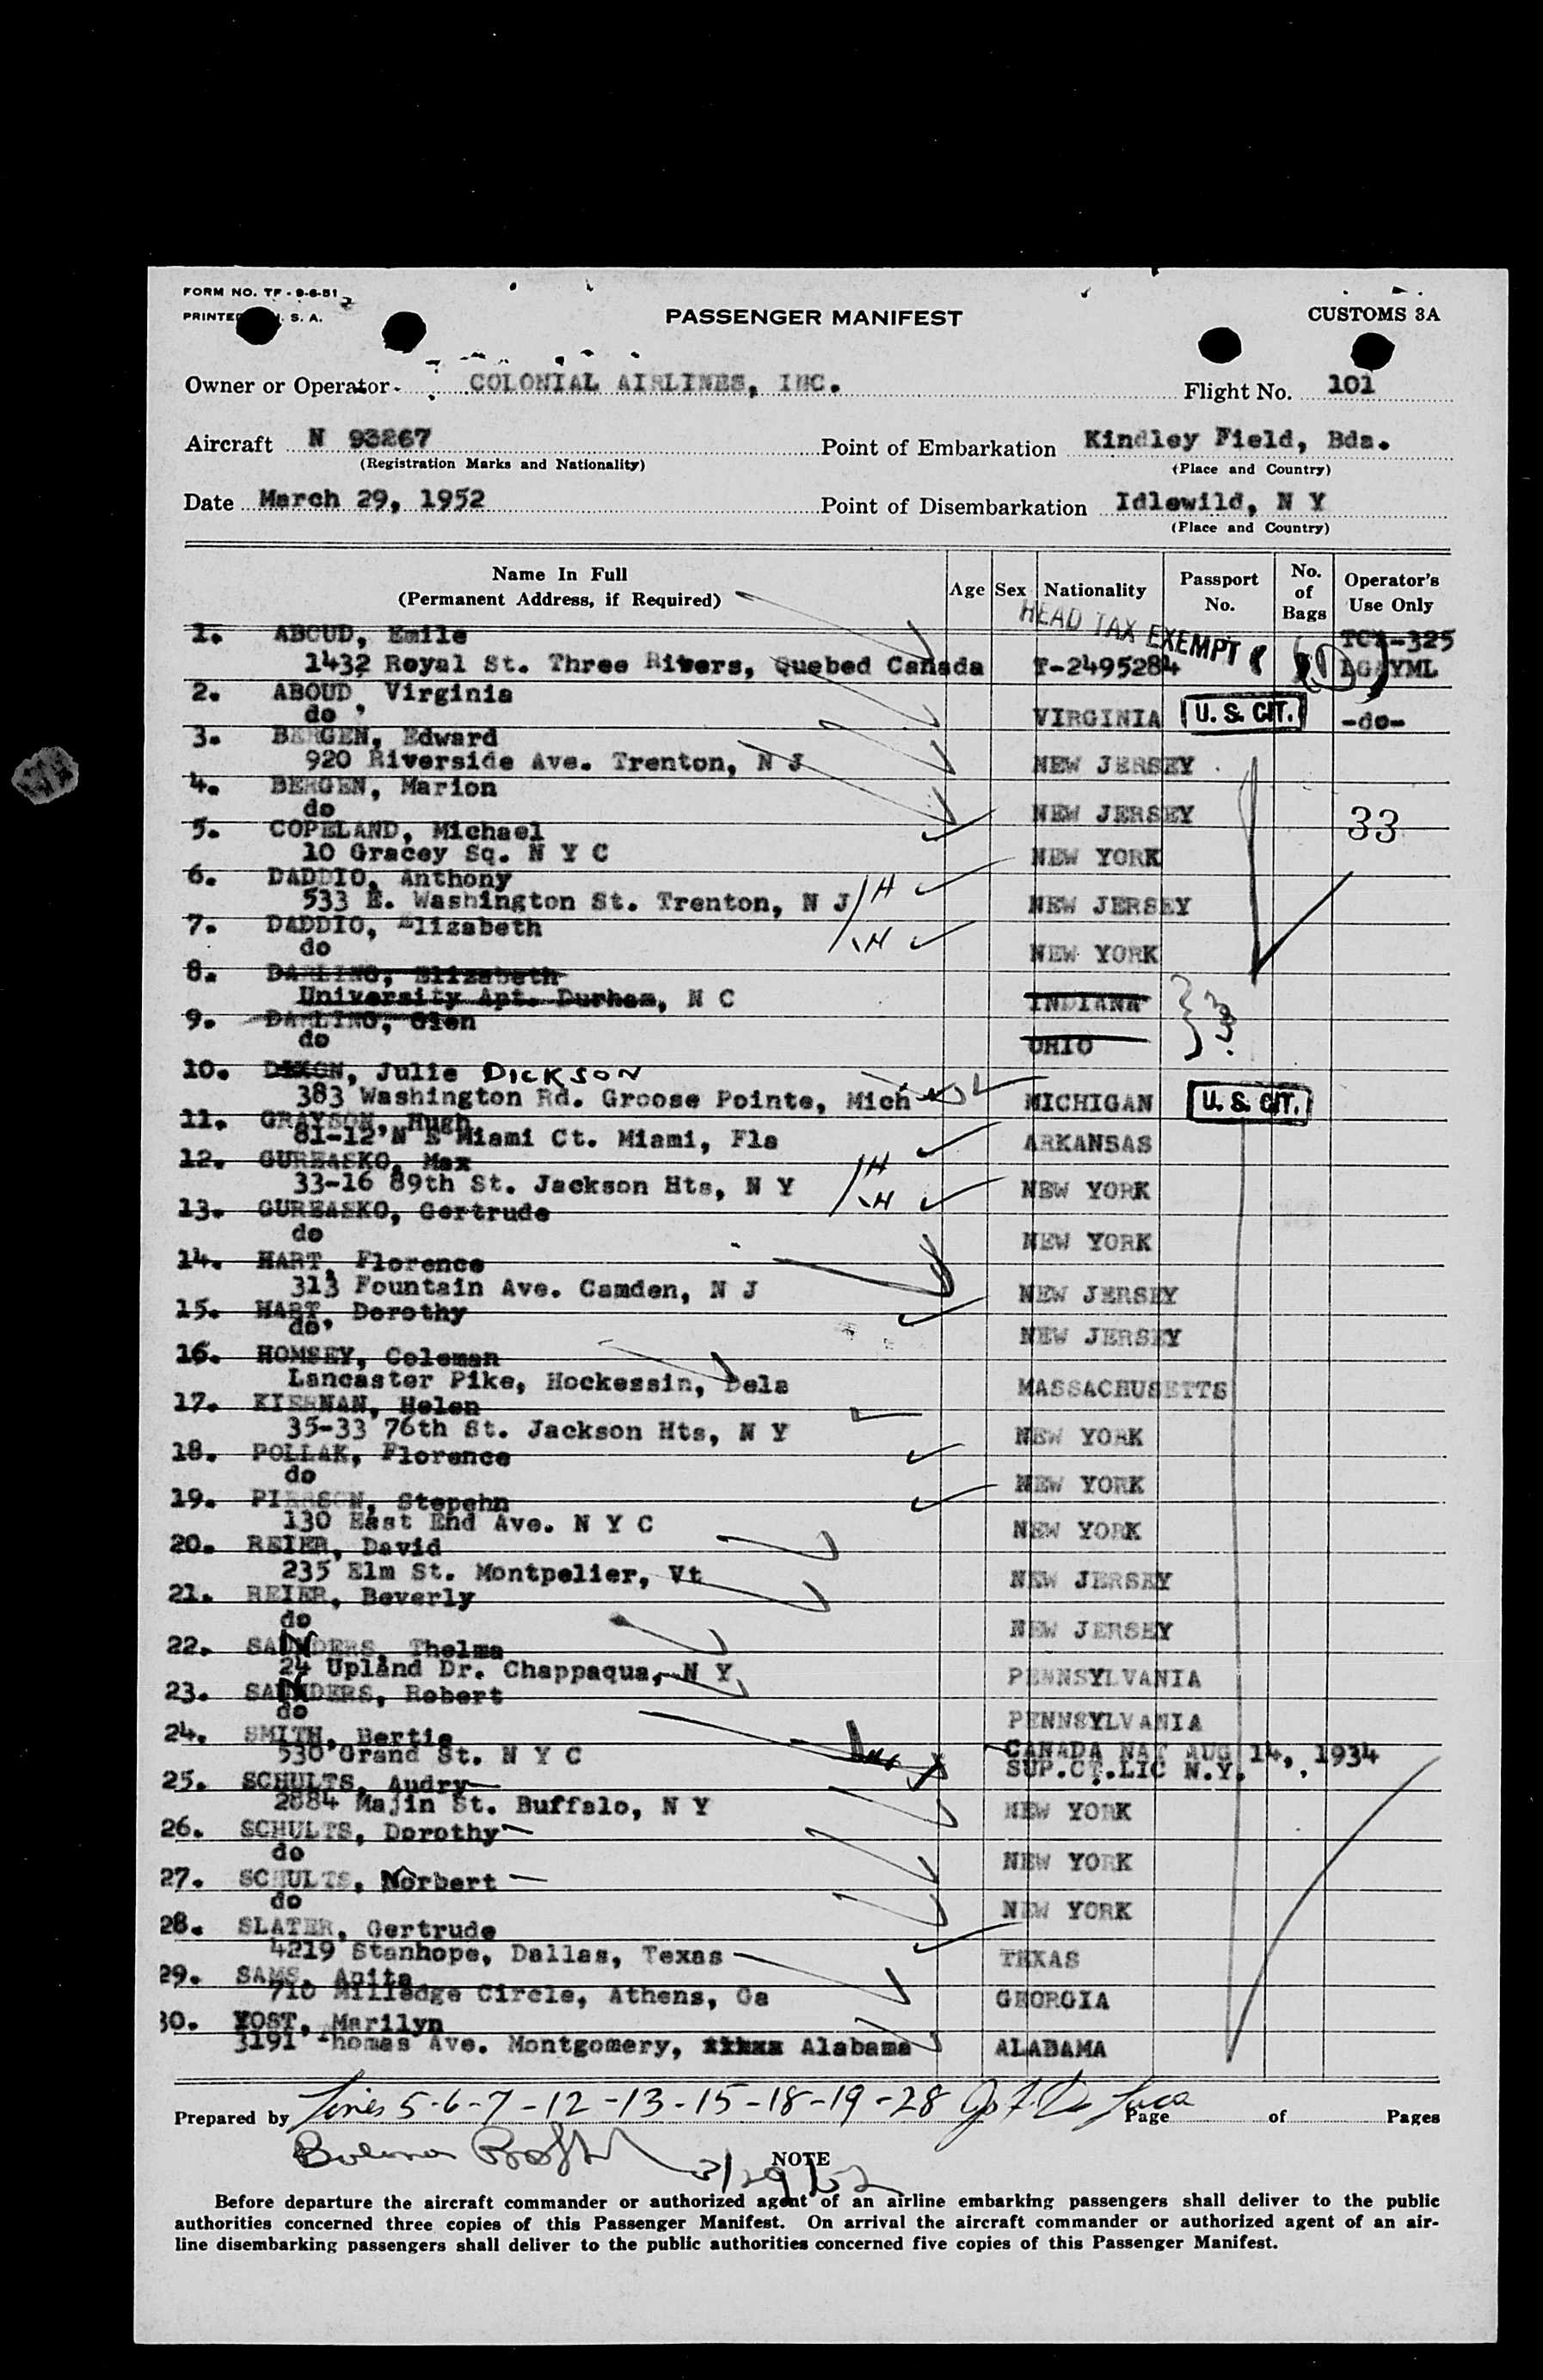 FORM NO. TF - 9-6-51
PRINTED U. S. A.
PASSENGER MANIFEST
CUSTOMS 3A
Owner or Operator COLONIAL AIRLINES, INC. Flight No. 101
Aircraft N 93267 Point of Embarkation Kindley Field, Bda.
(Registration Marks and Nationality) (Place and Country)
Date March 29, 1952 Point of Disembarkation Idlewild, N Y
(Place and Country)
Name In Full (Permanent Address, if Required) Age Sex Nationality Passport No. No. of Bags Operator's Use Only
HEAD TAX EXEMPT
1. ABOUD, Emile TCA-325
1432 Royal St. Three Rivers, Quebed Canada T-2495284 LGAYML
2. ABOUD, Virginia
do VIRGINIA U. S. CIT. -do-
3. BERGEN, Edward
920 Riverside Ave. Trenton, N J NEW JERSEY
4. BERGEN, Marion
do NEW JERSEY 33
5. COPELAND, Michael
10 Gracey Sq. N Y C NEW YORK
6. DADDIO, Anthony
533 E. Washington St. Trenton, N J NEW JERSEY
7. DADDIO, Elizabeth
do NEW YORK
8. DARLING, Elizabeth
University Apt. Durham, N C INDIANA
9. DARLING, Glen
do OHIO
10. DIXON, Julie DICKSON
383 Washington Rd. Groose Pointe, Mich MICHIGAN U. S. CIT.
11. GRAYSON, Hugh
81-12 N E Miami Ct. Miami, Fla ARKANSAS
12. GUREASKO, Max
33-16 89th St. Jackson Hts, N Y NEW YORK
13. GUREASKO, Gertrude
do NEW YORK
14. HART, Florence
313 Fountain Ave. Camden, N J NEW JERSEY
15. HART, Dorothy
do NEW JERSEY
16. HOMSEY, Coleman
Lancaster Pike, Hockessin, Dela MASSACHUSETTS
17. KIERNAN, Helen
35-33 76th St. Jackson Hts, N Y NEW YORK
18. POLLAK, Florence
do NEW YORK
19. PIERSON, Stepehn
130 East End Ave. N Y C NEW YORK
20. REIER, David
235 Elm St. Montpelier, Vt NEW JERSEY
21. REIER, Beverly
do NEW JERSEY
22. SANDERS, Thelma
24 Upland Dr. Chappaqua, N Y PENNSYLVANIA
23. SANDERS, Robert
do PENNSYLVANIA
24. SMITH, Bertie CANADA NAT AUG 14, 1934
530 Grand St. N Y C SUP.CT.LIC N.Y.
25. SCHULTS, Audry
2884 Majin St. Buffalo, N Y NEW YORK
26. SCHULTS, Dorothy
do NEW YORK
27. SCHULTS, Norbert
do NEW YORK
28. SLATER, Gertrude
4219 Stanhope, Dallas, Texas TEXAS
29. SAMS, Anita
710 Milledge Circle, Athens, Ga GEORGIA
30. YOST, Marilyn
3191 Thomas Ave. Montgomery, Alabama ALABAMA
Lines 5-6-7-12-13-15-18-19-28
Prepared by Page of Pages
3/29/52
NOTE
Before departure the aircraft commander or authorized agent of an airline embarking passengers shall deliver to the public
authorities concerned three copies of this Passenger Manifest. On arrival the aircraft commander or authorized agent of an air-
line disembarking passengers shall deliver to the public authorities concerned five copies of this Passenger Manifest.